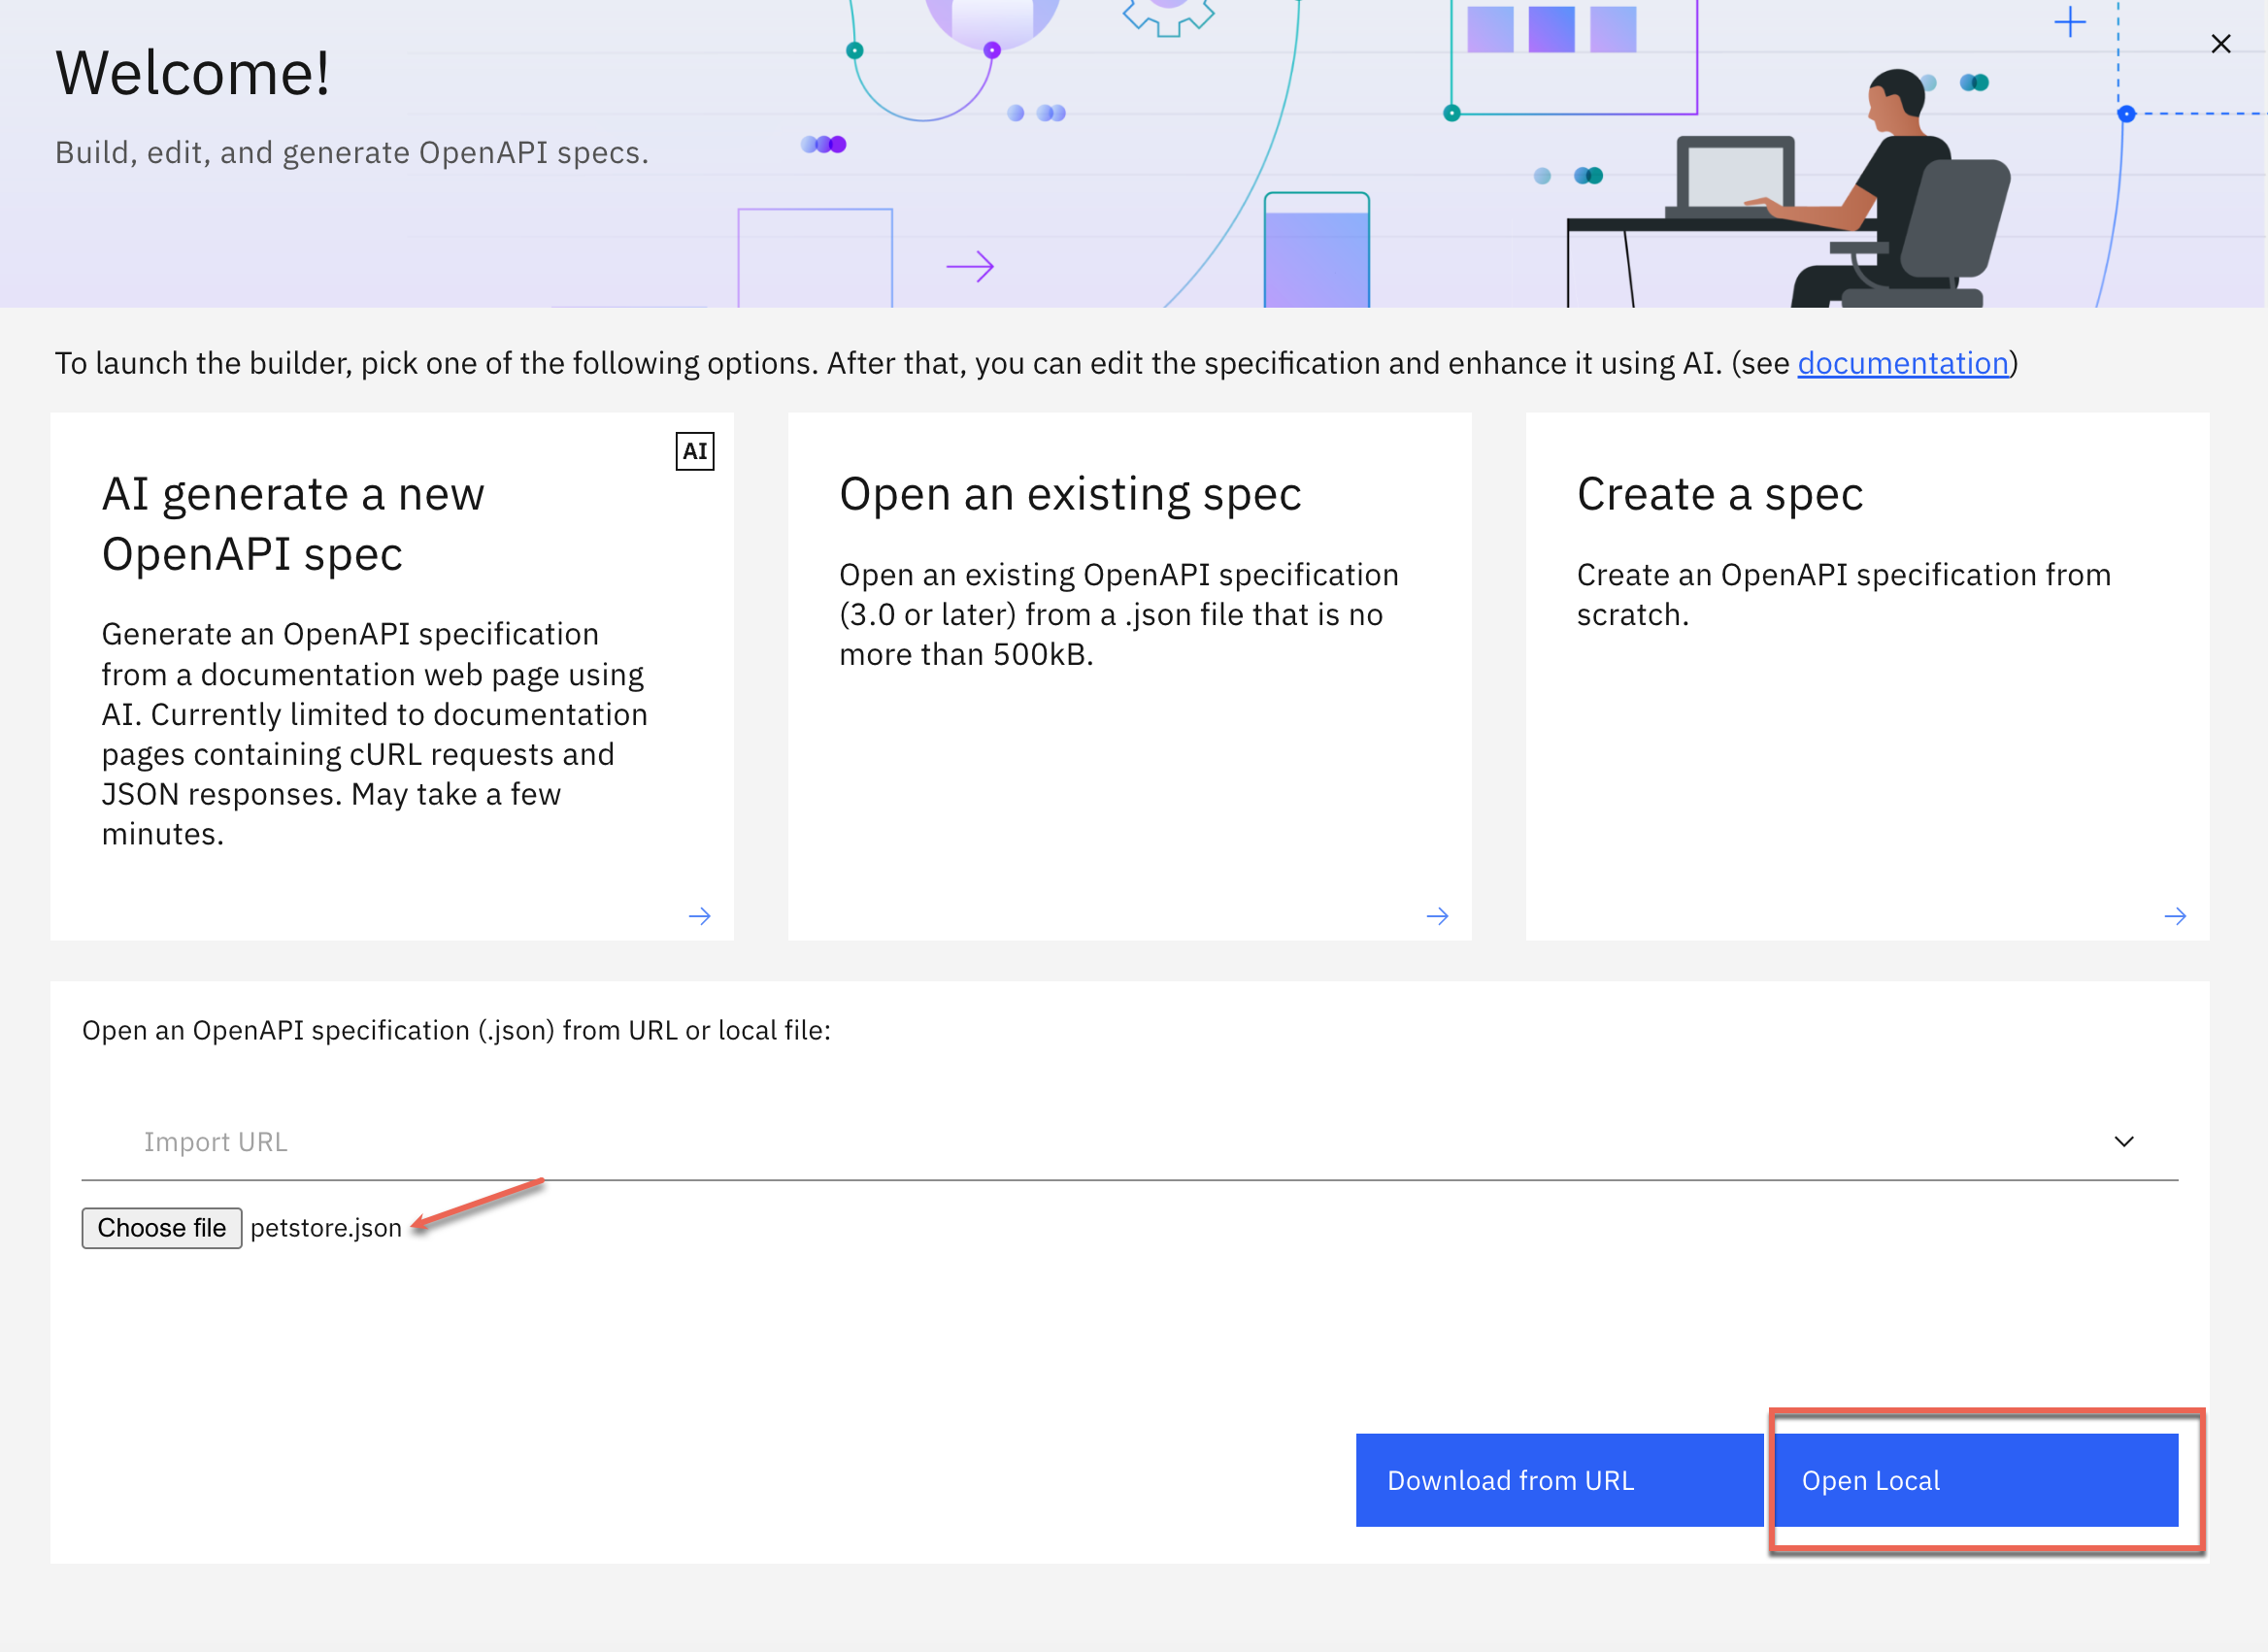 Welcome!
Build, edit, and generate OpenAPI specs.
To launch the builder, pick one of the following options. After that, you can edit the specification and enhance it using AI. (see documentation)
AI
AI generate a new
OpenAPI spec
Generate an OpenAPI specification
from a documentation web page using
AI. Currently limited to documentation
pages containing cURL requests and
JSON responses. May take a few
minutes.
Open an existing spec
Open an existing OpenAPI specification
(3.0 or later) from a .json file that is no
more than 500kB.
Create a spec
Create an OpenAPI specification from
scratch.
Open an OpenAPI specification (.json) from URL or local file:
Import URL
Choose file petstore.json
Download from URL
Open Local